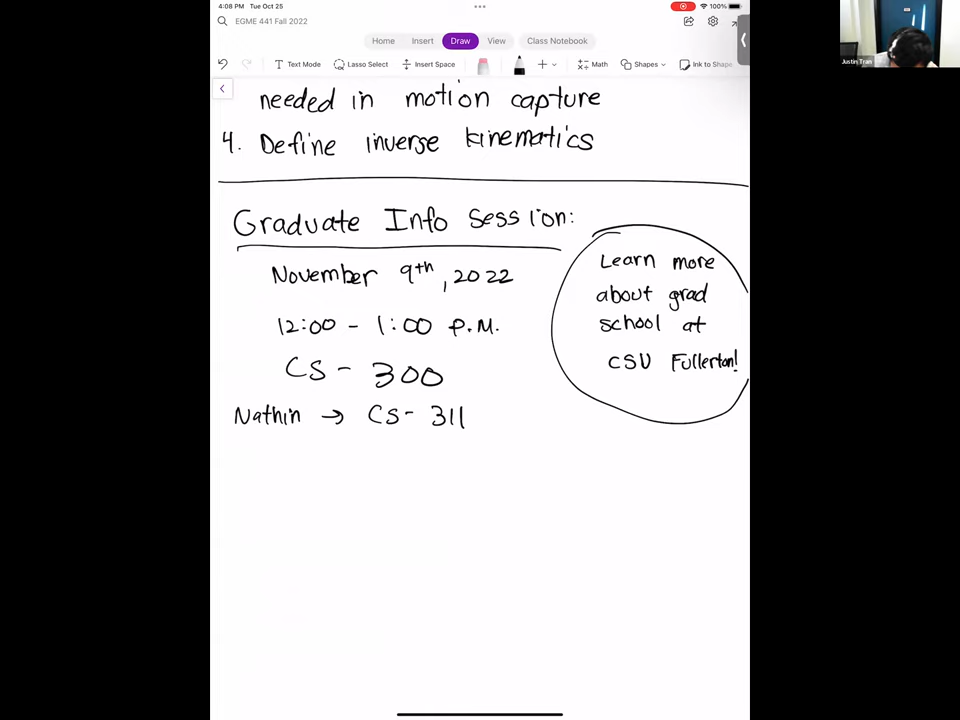 4:08 PM Tue Oct 25
100%
EGME 441 Fall 2022
Home Insert Draw View Class Notebook
Text Mode Lasso Select Insert Space Math Shapes Ink to Shape
Justin Tran
needed in motion capture
4. Define inverse kinematics
Graduate Info Session:
November 9th, 2022
12:00 - 1:00 P.M.
CS - 300
Nathin → CS- 311
Learn more
about grad
school at
CSU Fullerton!